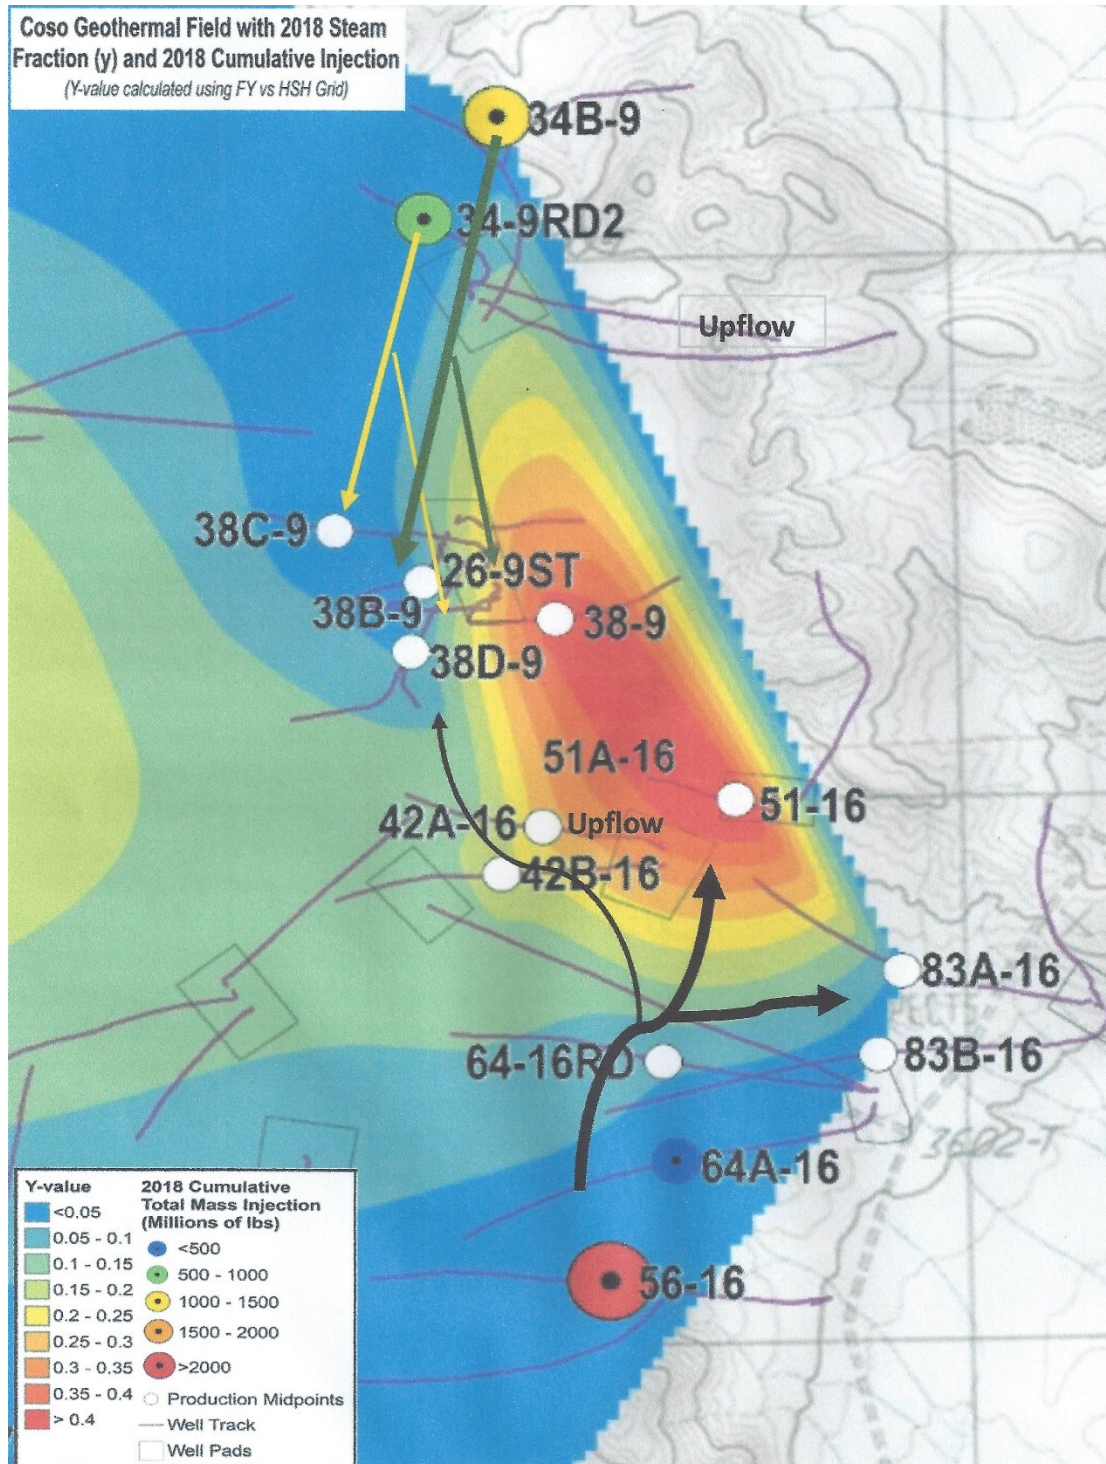 Coso Geothermal Field with 2018 Steam
Fraction (y) and 2018 Cumulative Injection
(Y-value calculated using FY vs HSH Grid)
34B-9
34-9RD2
Upflow
38C-9
26-9ST
38B-9
38-9
38D-9
51A-16
51-16
42A-16
Upflow
42B-16
83A-16
PECTS
64-16RD
83B-16
3602-T
64A-16
56-16
Y-value
<0.05
0.05 - 0.1
0.1 - 0.15
0.15 - 0.2
0.2 - 0.25
0.25 - 0.3
0.3 - 0.35
0.35 - 0.4
> 0.4
2018 Cumulative
Total Mass Injection
(Millions of lbs)
<500
500 - 1000
1000 - 1500
1500 - 2000
>2000
Production Midpoints
Well Track
Well Pads